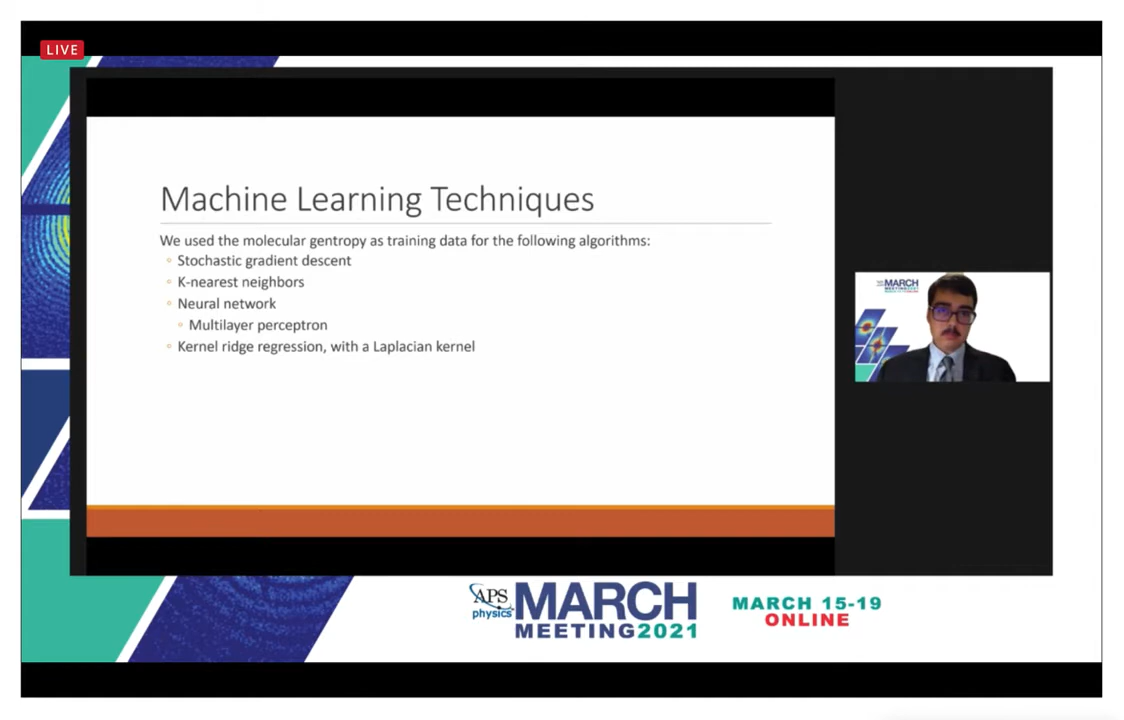 LIVE
Machine Learning Techniques
We used the molecular gentropy as training data for the following algorithms:
Stochastic gradient descent
K-nearest neighbors
Neural network
Multilayer perceptron
Kernel ridge regression, with a Laplacian kernel
MARCH
MEETING2021
APS
physics
MARCH
MEETING2021
MARCH 15-19
ONLINE